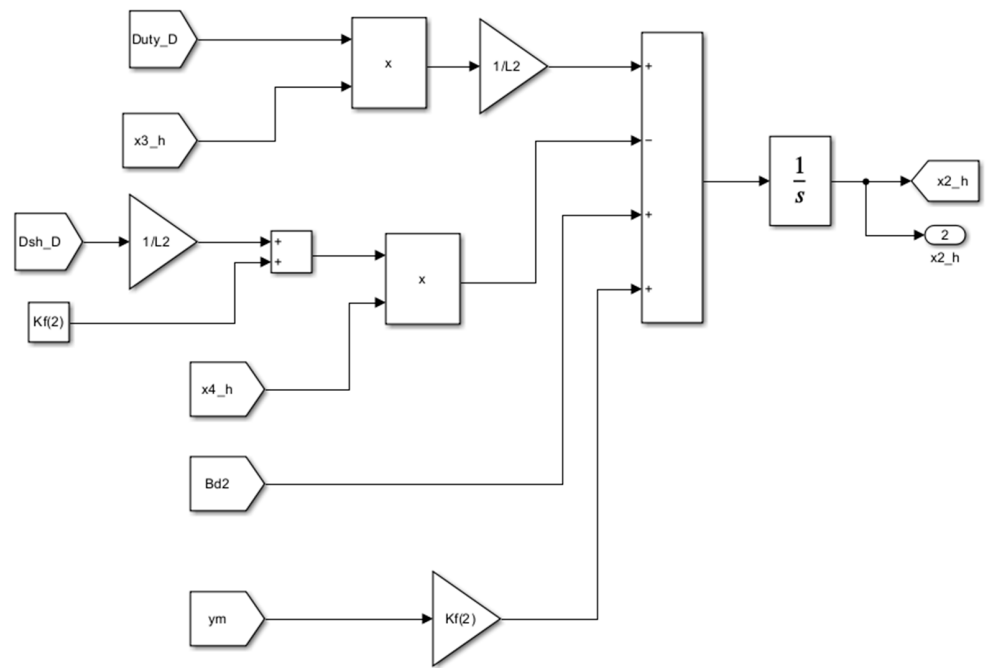 Duty_D
x
1/L2
+
x3_h
−
1
s
x2_h
2
x2_h
Dsh_D
1/L2
+
+
x
+
Kf(2)
+
x4_h
Bd2
ym
Kf(2)